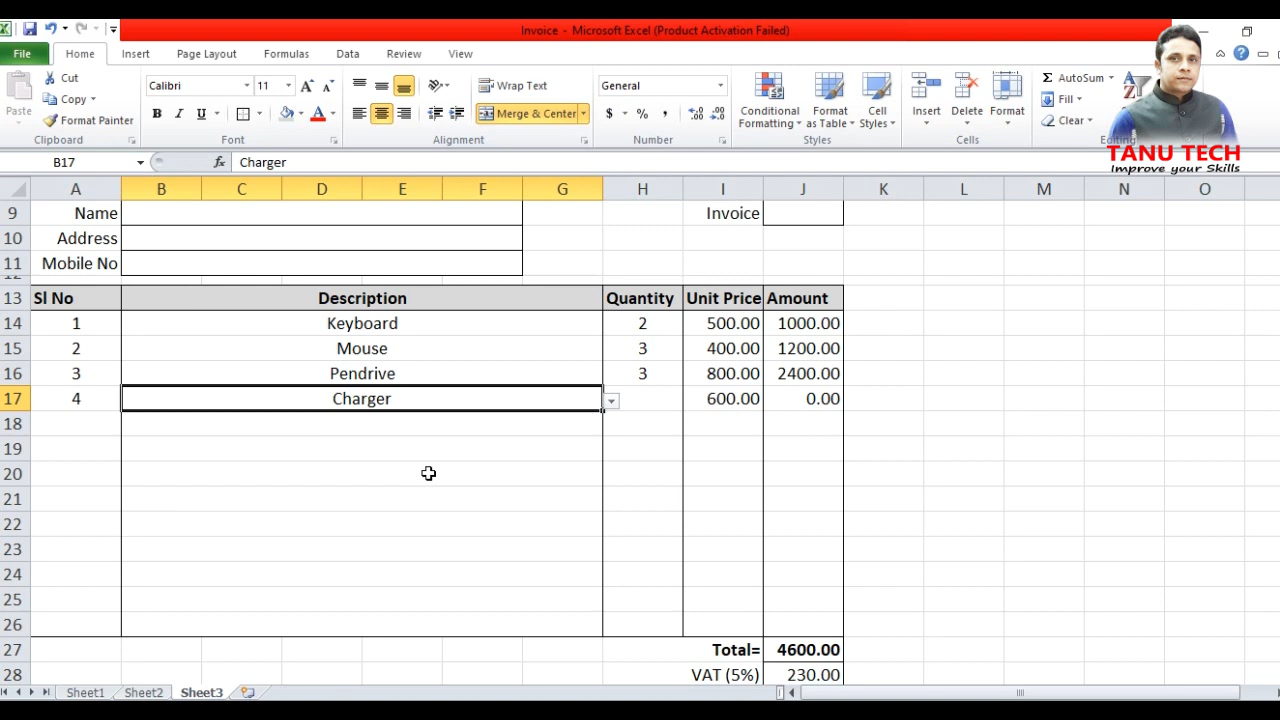 Invoice - Microsoft Excel (Product Activation Failed)
File Home Insert Page Layout Formulas Data Review View
Paste Cut Calibri 11 A A Wrap Text General Conditional Formatting Format as Table Cell Styles Insert Delete Format Σ AutoSum
Copy B I U A Merge & Center $ % , Fill
Format Painter Clear
Clipboard Font Alignment Number Styles Cells Editing
TANU TECH
Improve your Skills
B17 fx Charger
A B C D E F G H I J K L M N O
9 Name Invoice
10 Address
11 Mobile No
12
13 Sl No Description Quantity Unit Price Amount
14 1 Keyboard 2 500.00 1000.00
15 2 Mouse 3 400.00 1200.00
16 3 Pendrive 3 800.00 2400.00
17 4 Charger 600.00 0.00
18
19
20
21
22
23
24
25
26
27 Total= 4600.00
28 VAT (5%) 230.00
Sheet1 Sheet2 Sheet3